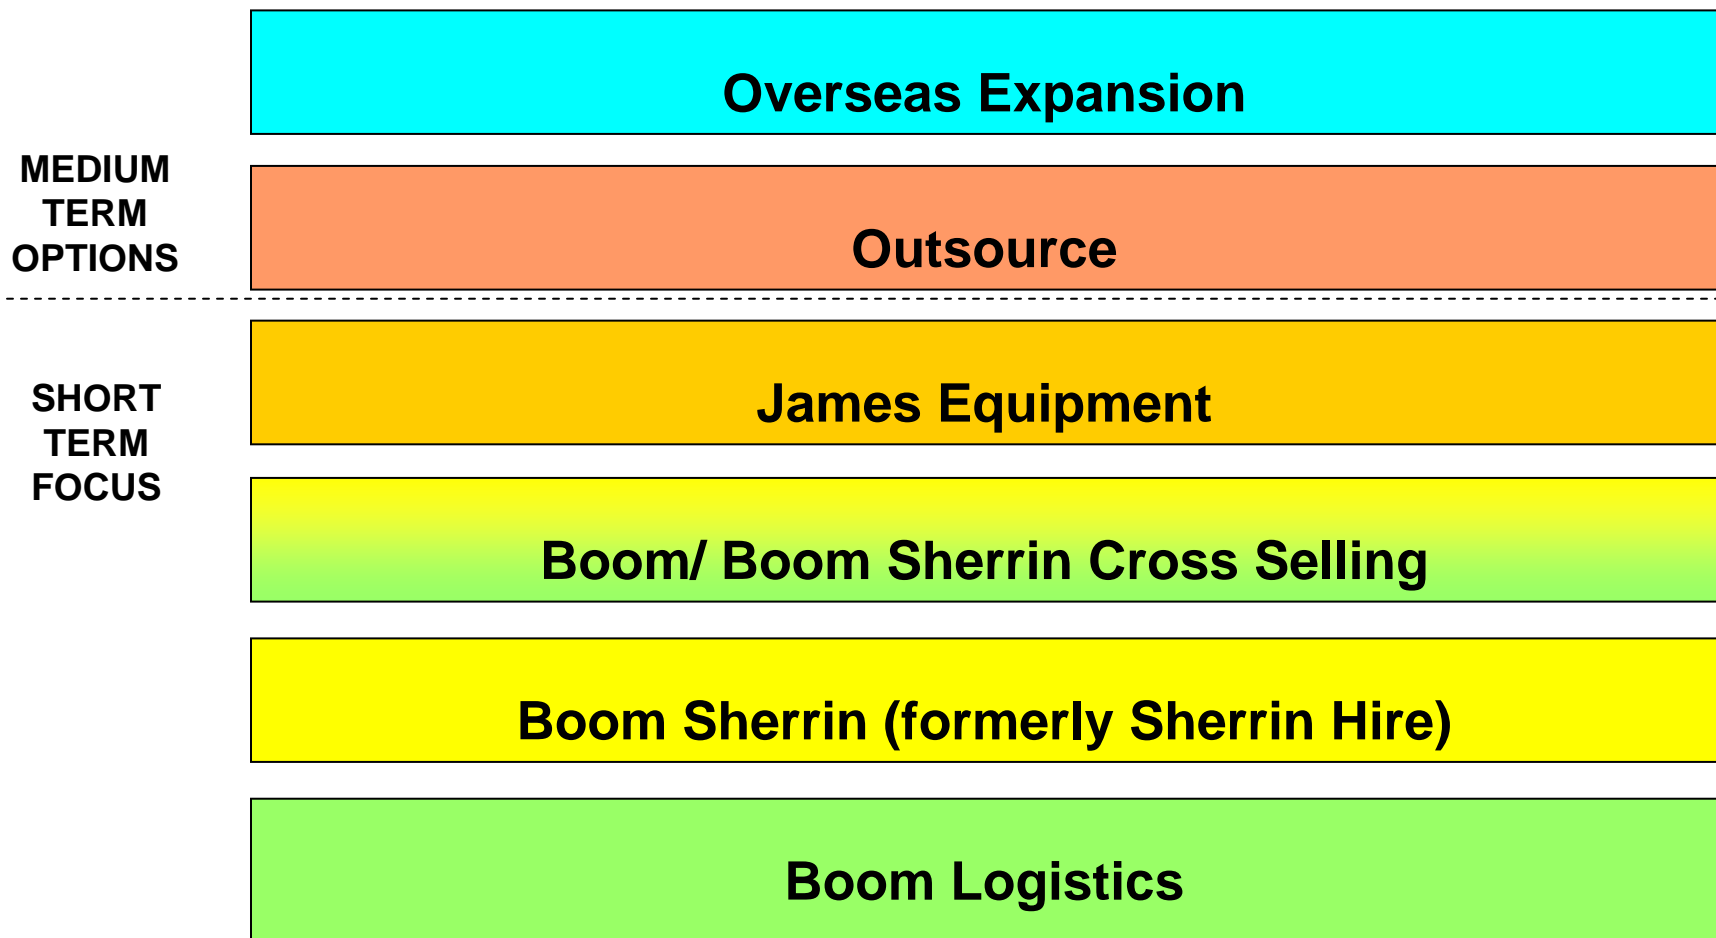 Overseas Expansion
MEDIUM
TERM
OPTIONS
Outsource
SHORT
TERM
FOCUS
James Equipment
Boom/ Boom Sherrin Cross Selling
Boom Sherrin (formerly Sherrin Hire)
Boom Logistics